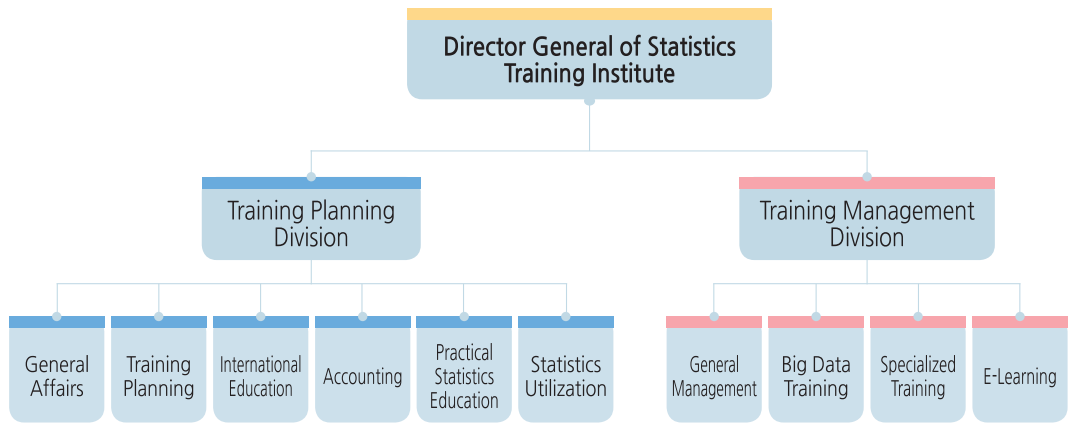 Director General of Statistics
Training Institute
Training Planning
Division
Training Management
Division
General
Affairs
Training
Planning
International
Education
Accounting
Practical
Statistics
Education
Statistics
Utilization
General
Management
Big Data
Training
Specialized
Training
E-Learning